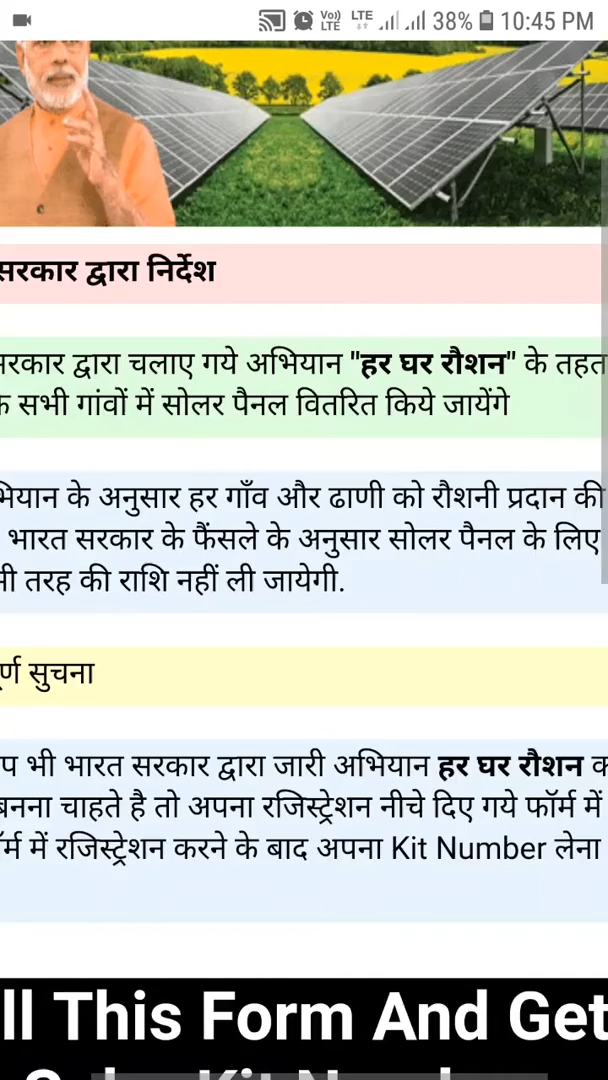 Vo)) LTE LTE 38% 10:45 PM
सरकार द्वारा निर्देश
सरकार द्वारा चलाए गये अभियान "हर घर रौशन" के तहत
के सभी गांवों में सोलर पैनल वितरित किये जायेंगे
भियान के अनुसार हर गाँव और ढाणी को रौशनी प्रदान की
भारत सरकार के फैंसले के अनुसार सोलर पैनल के लिए
भी तरह की राशि नहीं ली जायेगी.
र्ण सुचना
प भी भारत सरकार द्वारा जारी अभियान हर घर रौशन क
बनना चाहते है तो अपना रजिस्ट्रेशन नीचे दिए गये फॉर्म में
ॉर्म में रजिस्ट्रेशन करने के बाद अपना Kit Number लेना
ll This Form And Get